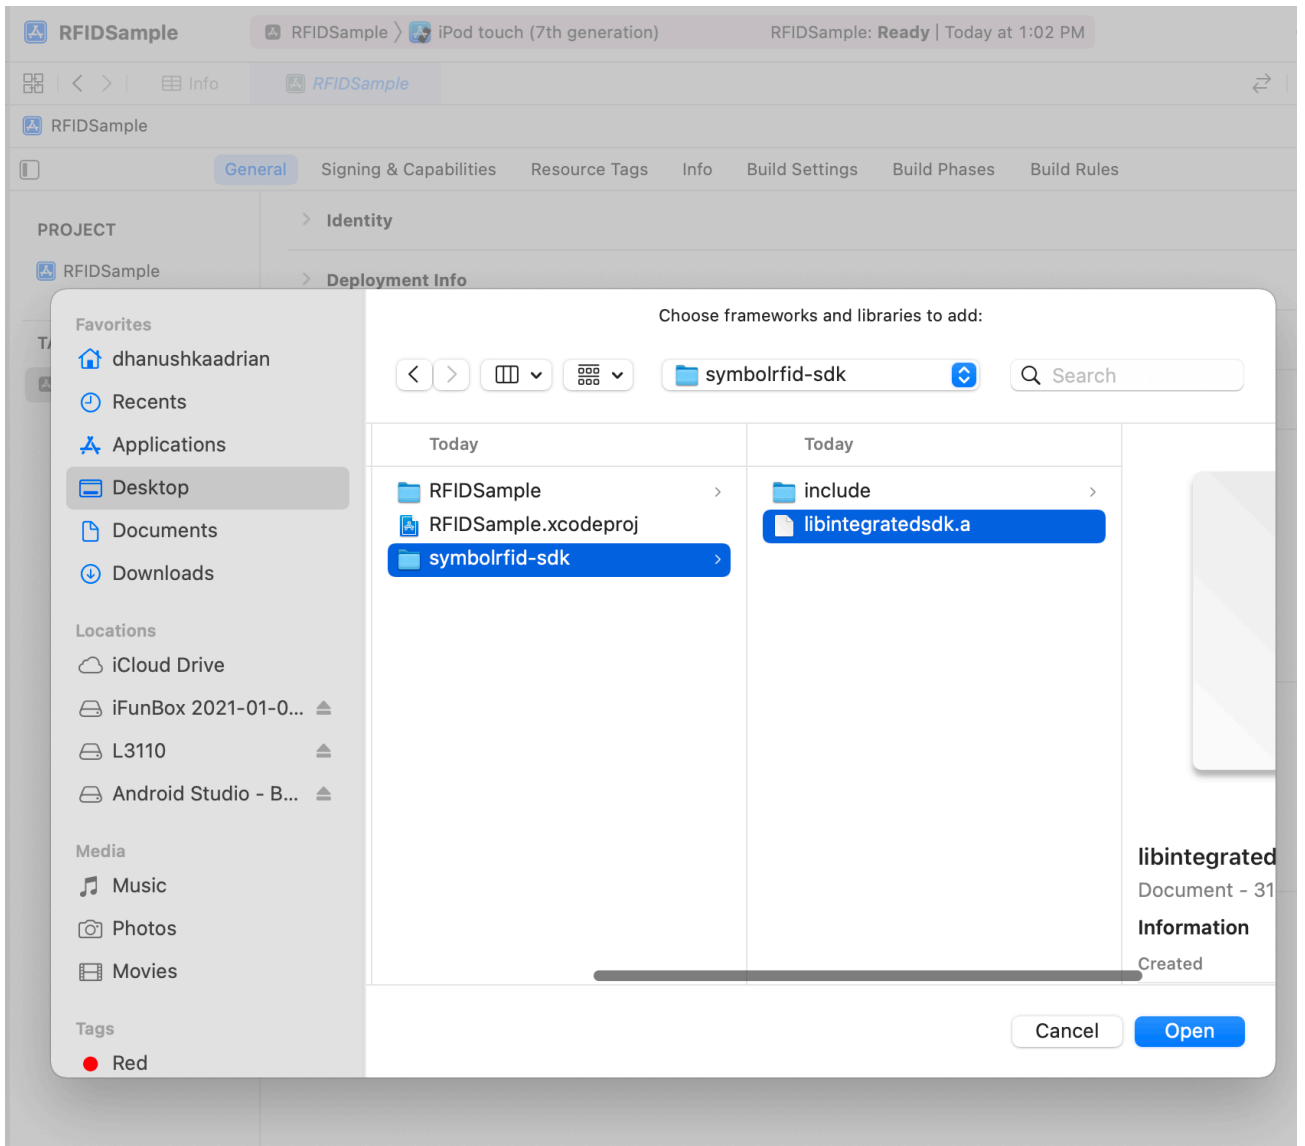 RFIDSample
RFIDSample
iPod touch (7th generation)
RFIDSample: Ready | Today at 1:02 PM
Info
RFIDSample
RFIDSample
General
Signing & Capabilities
Resource Tags
Info
Build Settings
Build Phases
Build Rules
PROJECT
RFIDSample
Identity
Deployment Info
Favorites
dhanushkaadrian
Recents
Applications
Desktop
Documents
Downloads
Locations
iCloud Drive
iFunBox 2021-01-0...
L3110
Android Studio - B...
Media
Music
Photos
Movies
Tags
Red
Choose frameworks and libraries to add:
symbolrfid-sdk
Search
Today
RFIDSample
RFIDSample.xcodeproj
symbolrfid-sdk
Today
include
libintegratedsdk.a
libintegrated
Document - 31
Information
Created
Cancel
Open